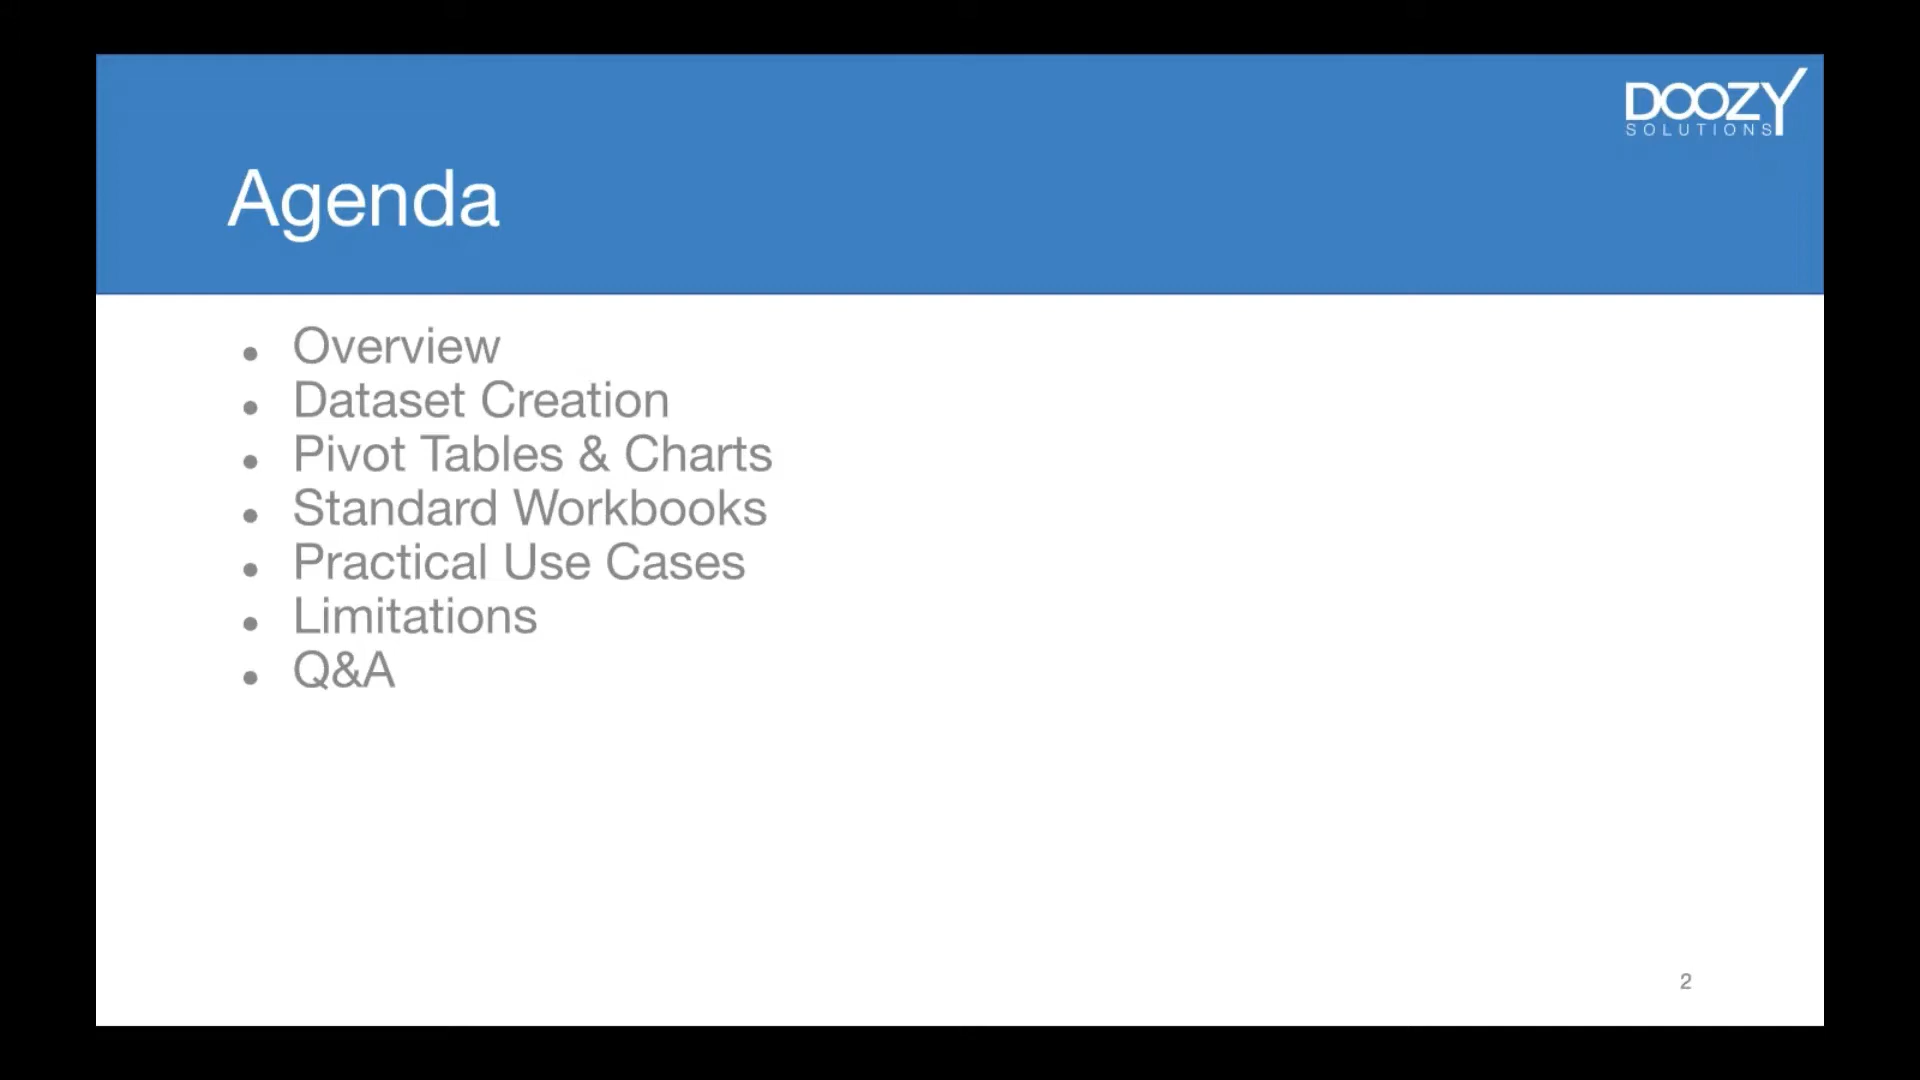 DOOZY
SOLUTIONS
Agenda
• Overview
• Dataset Creation
• Pivot Tables & Charts
• Standard Workbooks
• Practical Use Cases
• Limitations
• Q&A
2